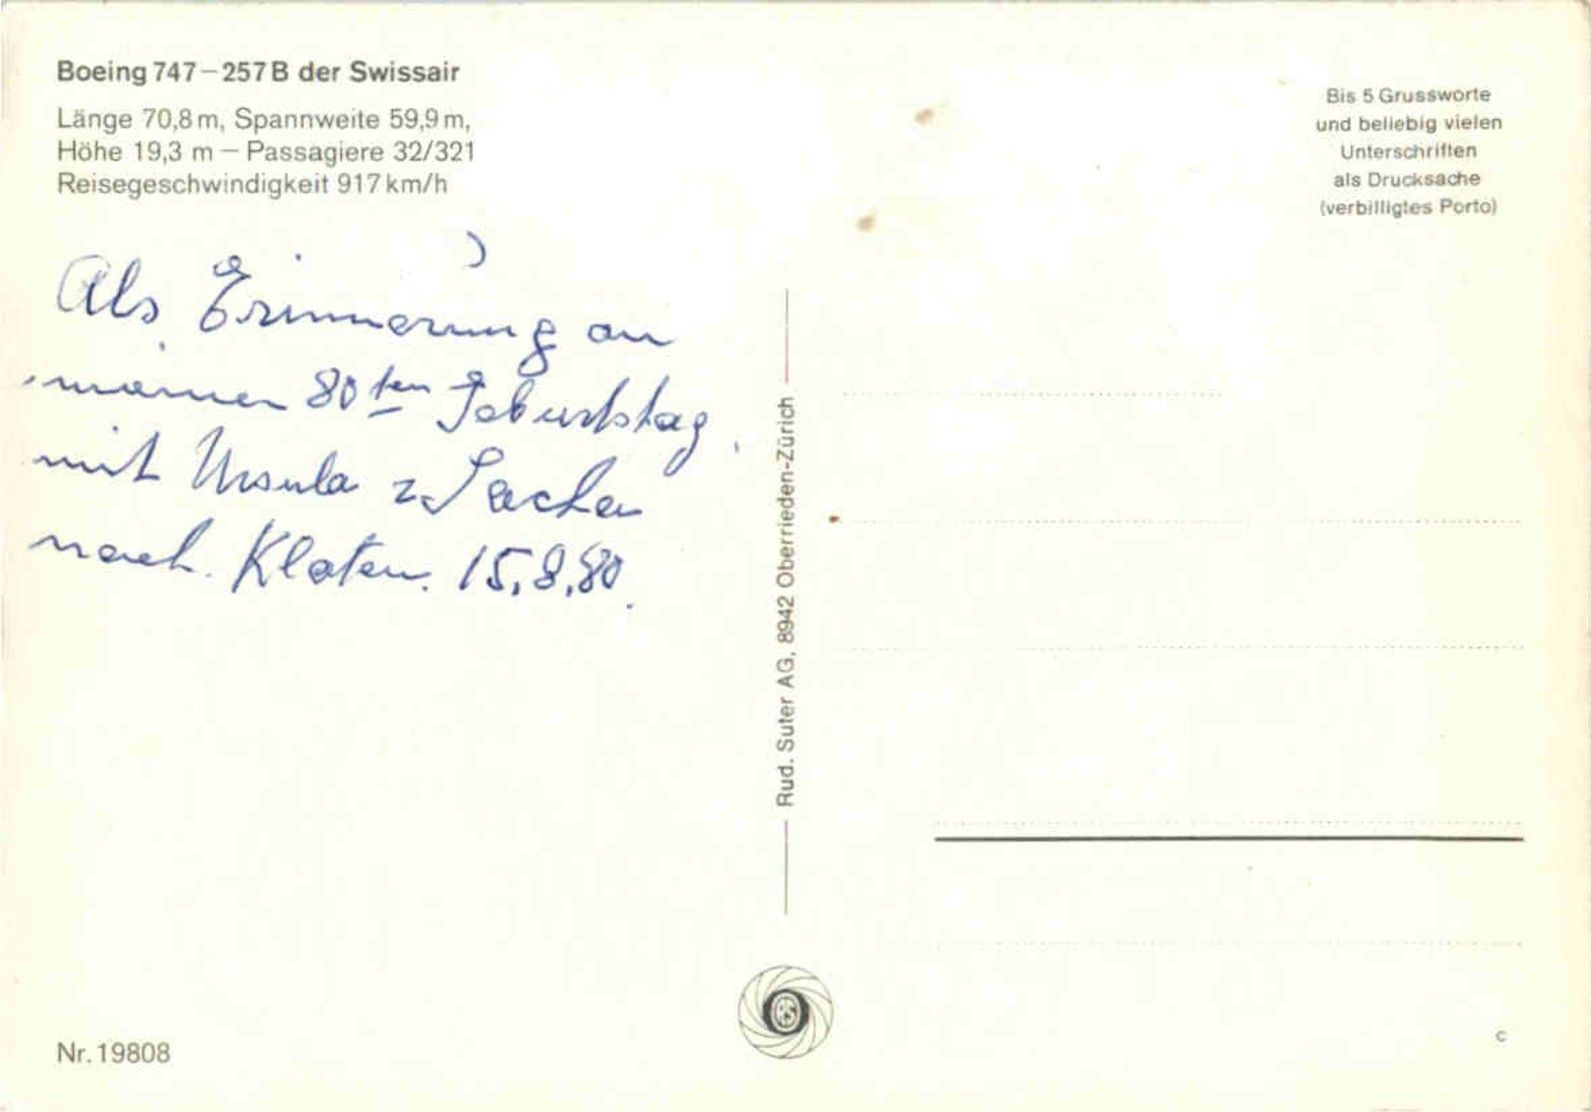 Boeing 747–257B der Swissair
Länge 70,8 m, Spannweite 59,9 m,
Höhe 19,3 m – Passagiere 32/321
Reisegeschwindigkeit 917 km/h
Als Erinnerung an
meinen 80ten Geburtstag
mit Ursula
nach Kloten. 15.8.80.
Nr. 19808
Rud. Suter AG, 8942 Oberrieden-Zürich
Bis 5 Grussworte
und beliebig vielen
Unterschriften
als Drucksache
(verbilligtes Porto)
c